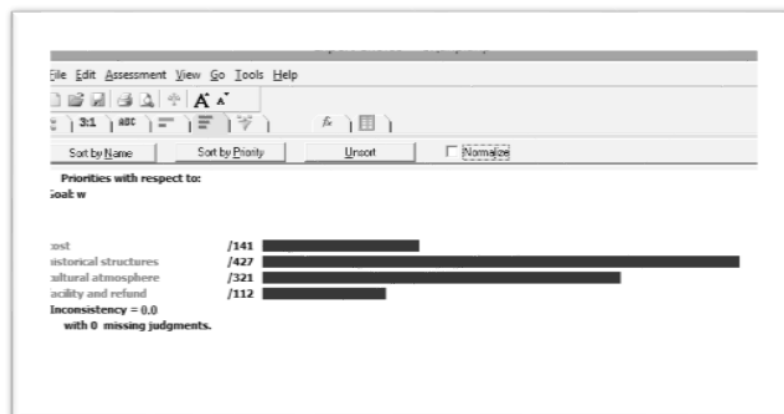 File Edit Assessment View Go Tools Help
A A
3:1 ABC fx
Sort by Name Sort by Priority Unsort Normalize
Priorities with respect to:
Goal: w
cost /141
historical structures /427
cultural atmosphere /321
facility and refund /112
Inconsistency = 0.0
with 0 missing judgments.